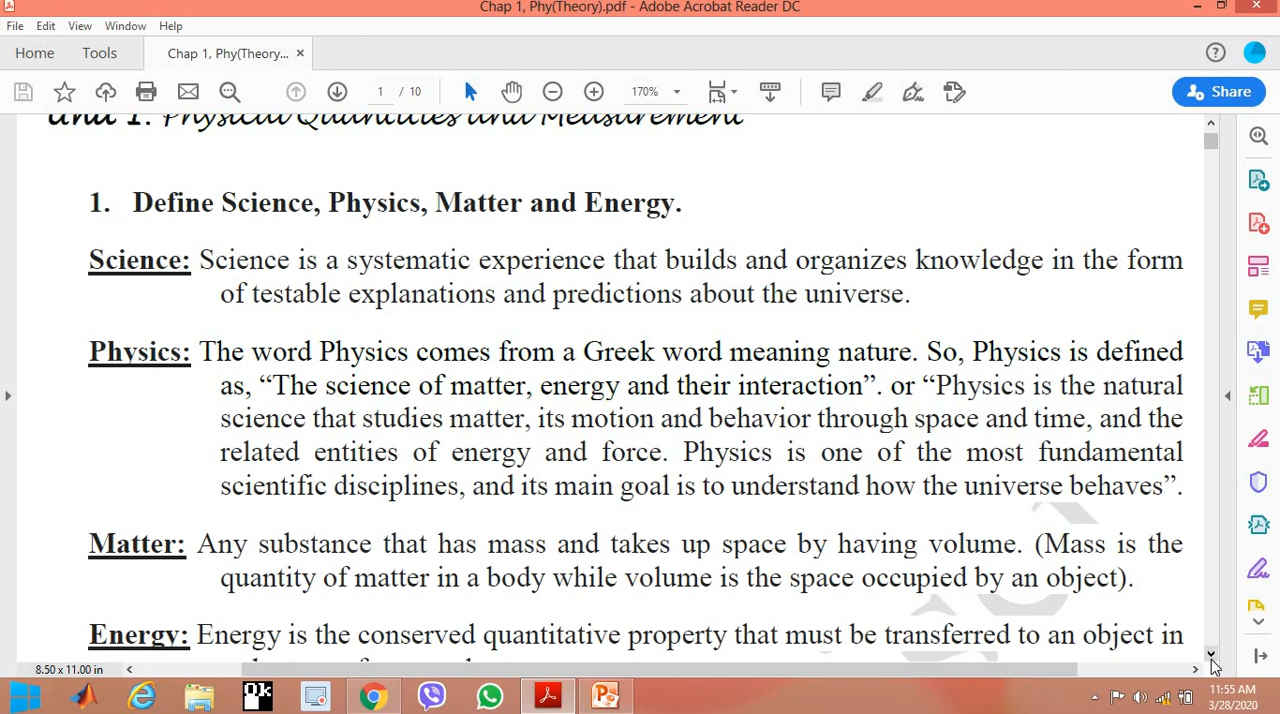 Chap 1, Phy(Theory).pdf - Adobe Acrobat Reader DC
File Edit View Window Help
Home Tools Chap 1, Phy(Theory... ×
1 / 10 170% Share
Unit 1: Physical Quantities and Measurement
1. Define Science, Physics, Matter and Energy.
Science: Science is a systematic experience that builds and organizes knowledge in the form
of testable explanations and predictions about the universe.
Physics: The word Physics comes from a Greek word meaning nature. So, Physics is defined
as, “The science of matter, energy and their interaction”. or “Physics is the natural
science that studies matter, its motion and behavior through space and time, and the
related entities of energy and force. Physics is one of the most fundamental
scientific disciplines, and its main goal is to understand how the universe behaves”.
Matter: Any substance that has mass and takes up space by having volume. (Mass is the
quantity of matter in a body while volume is the space occupied by an object).
Energy: Energy is the conserved quantitative property that must be transferred to an object in
8.50 x 11.00 in
11:55 AM
3/28/2020